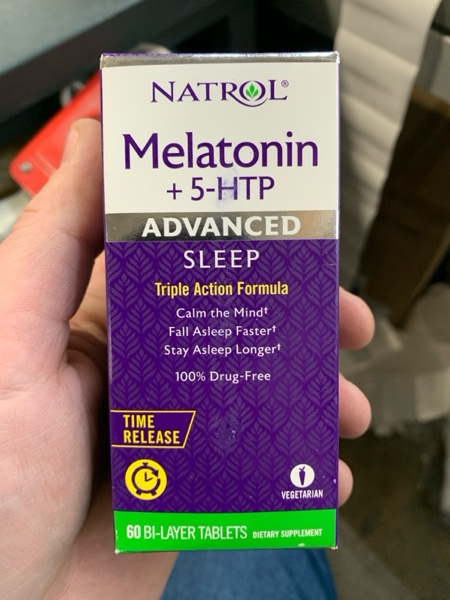 NATROL®
Melatonin
+ 5-HTP
ADVANCED
SLEEP
Triple Action Formula
Calm the Mind†
Fall Asleep Faster†
Stay Asleep Longer†
100% Drug-Free
TIME
RELEASE
VEGETARIAN
60 BI-LAYER TABLETS DIETARY SUPPLEMENT